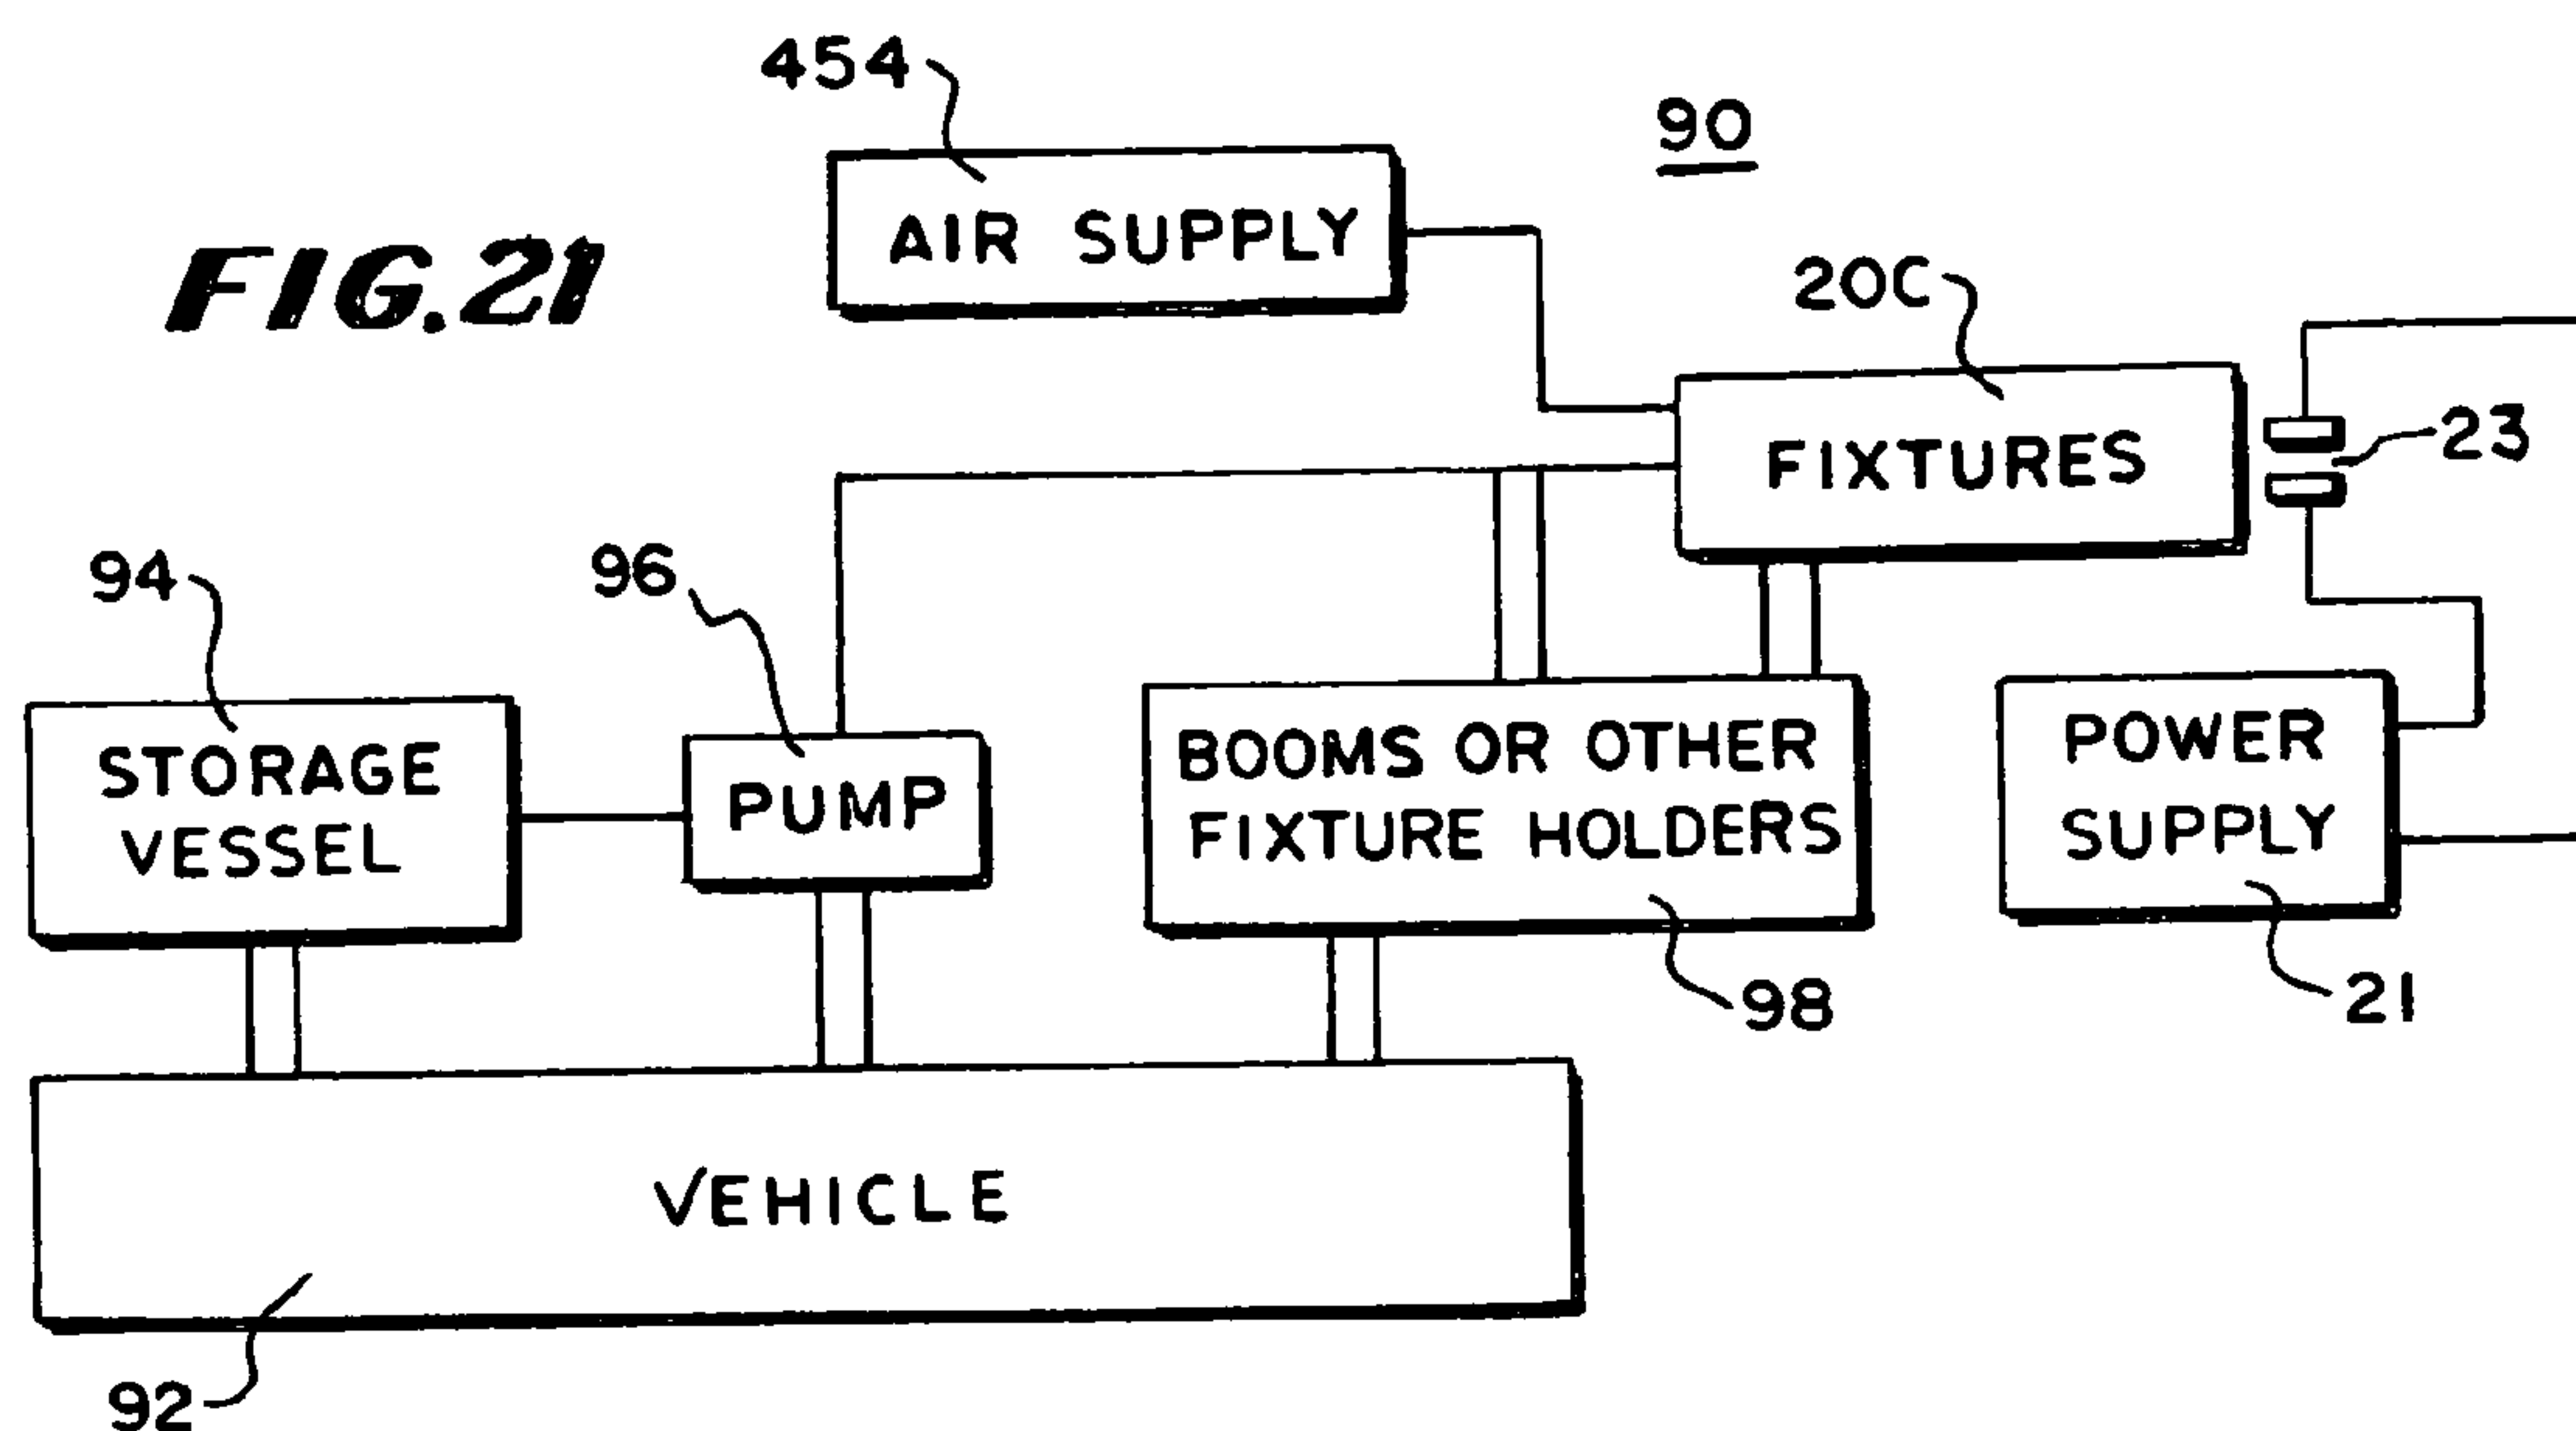 454
90
AIR SUPPLY
FIG.21
20C
23
FIXTURES
94
96
STORAGE
VESSEL
PUMP
BOOMS OR OTHER
FIXTURE HOLDERS
POWER
SUPPLY
98
21
VEHICLE
92